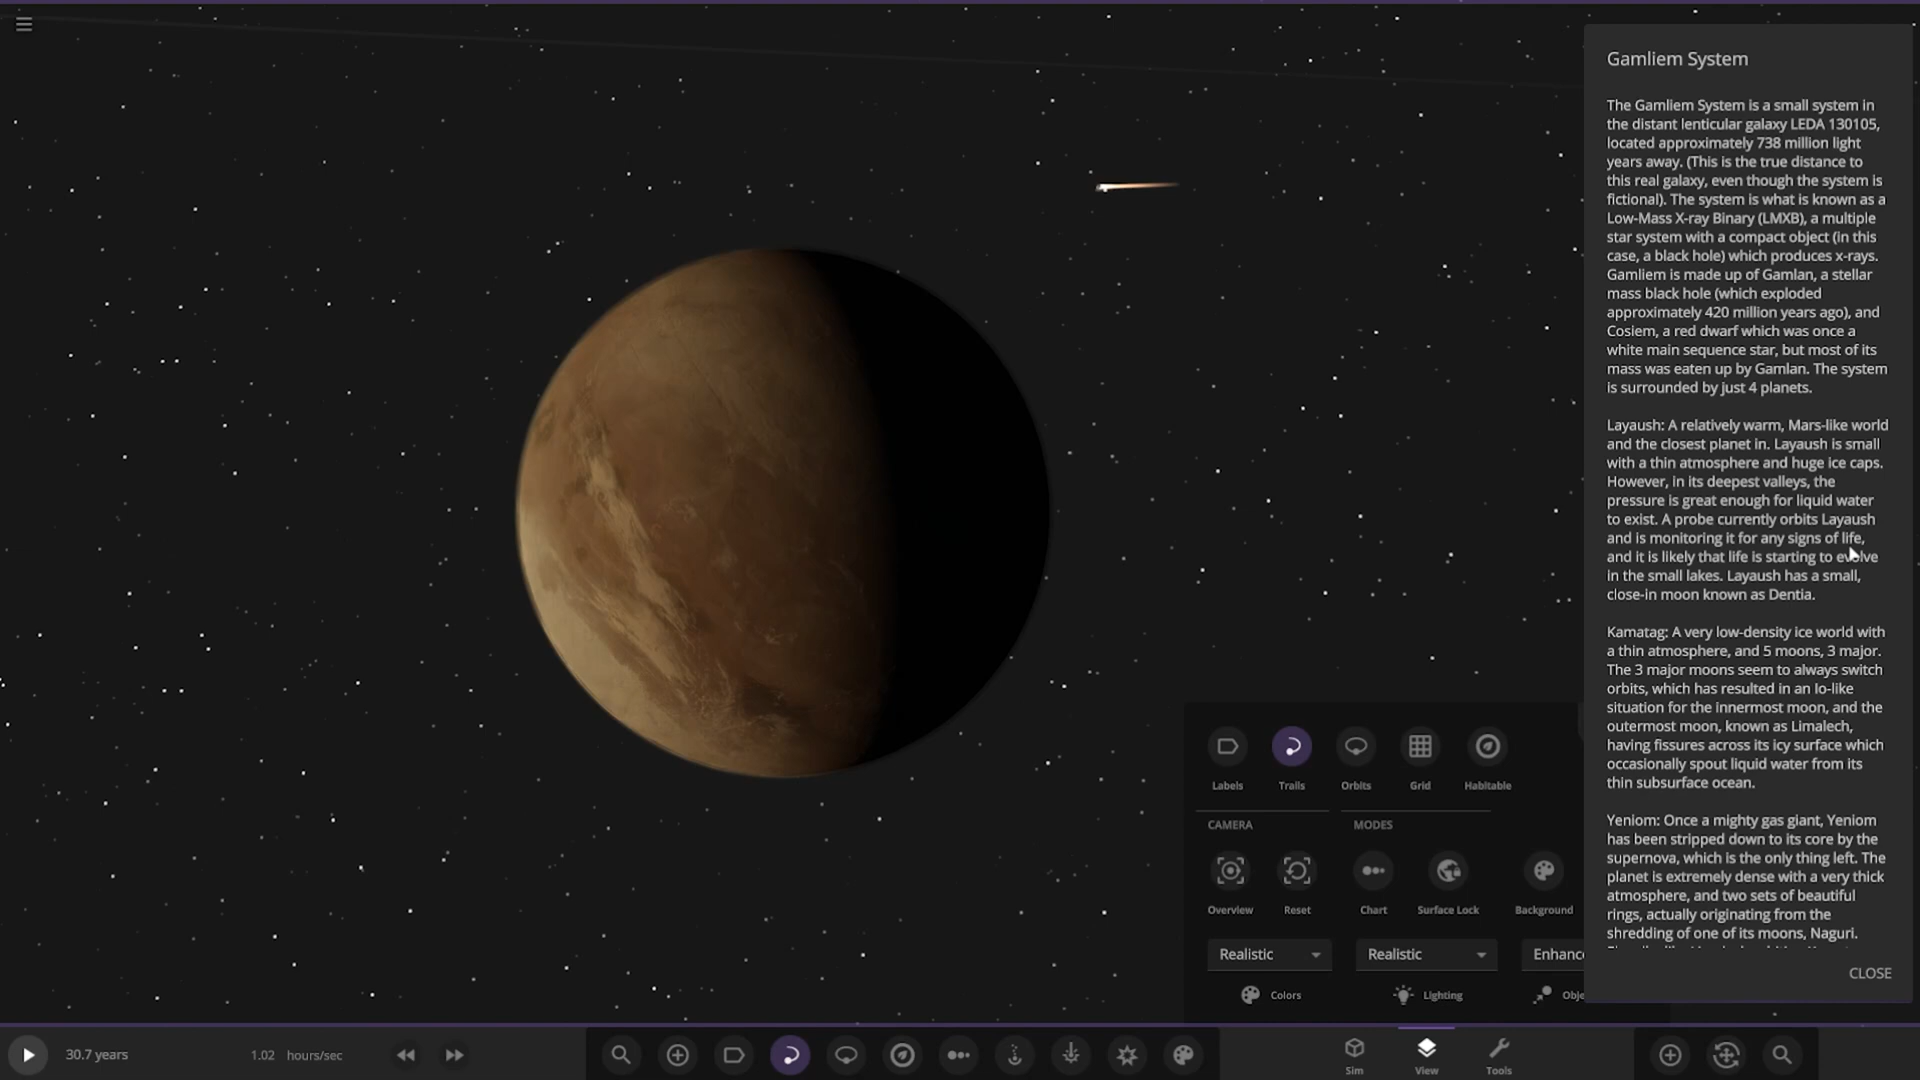 Gamliem System
The Gamliem System is a small system in
the distant lenticular galaxy LEDA 130105,
located approximately 738 million light
years away. (This is the true distance to
this real galaxy, even though the system is
fictional). The system is what is known as a
Low-Mass X-ray Binary (LMXB), a multiple
star system with a compact object (in this
case, a black hole) which produces x-rays.
Gamliem is made up of Gamlan, a stellar
mass black hole (which exploded
approximately 420 million years ago), and
Cosiem, a red dwarf which was once a
white main sequence star, but most of its
mass was eaten up by Gamlan. The system
is surrounded by just 4 planets.
Layaush: A relatively warm, Mars-like world
and the closest planet in. Layaush is small
with a thin atmosphere and huge ice caps.
However, in its deepest valleys, the
pressure is great enough for liquid water
to exist. A probe currently orbits Layaush
and is monitoring it for any signs of life,
and it is likely that life is starting to evolve
in the small lakes. Layaush has a small,
close-in moon known as Dentia.
Kamatag: A very low-density ice world with
a thin atmosphere, and 5 moons, 3 major.
The 3 major moons seem to always switch
orbits, which has resulted in an Io-like
situation for the innermost moon, and the
outermost moon, known as Limalech,
having fissures across its icy surface which
occasionally spout liquid water from its
thin subsurface ocean.
Yeniom: Once a mighty gas giant, Yeniom
has been stripped down to its core by the
supernova, which is the only thing left. The
planet is extremely dense with a very thick
atmosphere, and two sets of beautiful
rings, actually originating from the
shredding of one of its moons, Naguri.
CLOSE
Labels Trails Orbits Grid Habitable
CAMERA MODES
Overview Reset Chart Surface Lock Background
Realistic Realistic Enhanc
Colors Lighting Obje
30.7 years 1.02 hours/sec
Sim View Tools